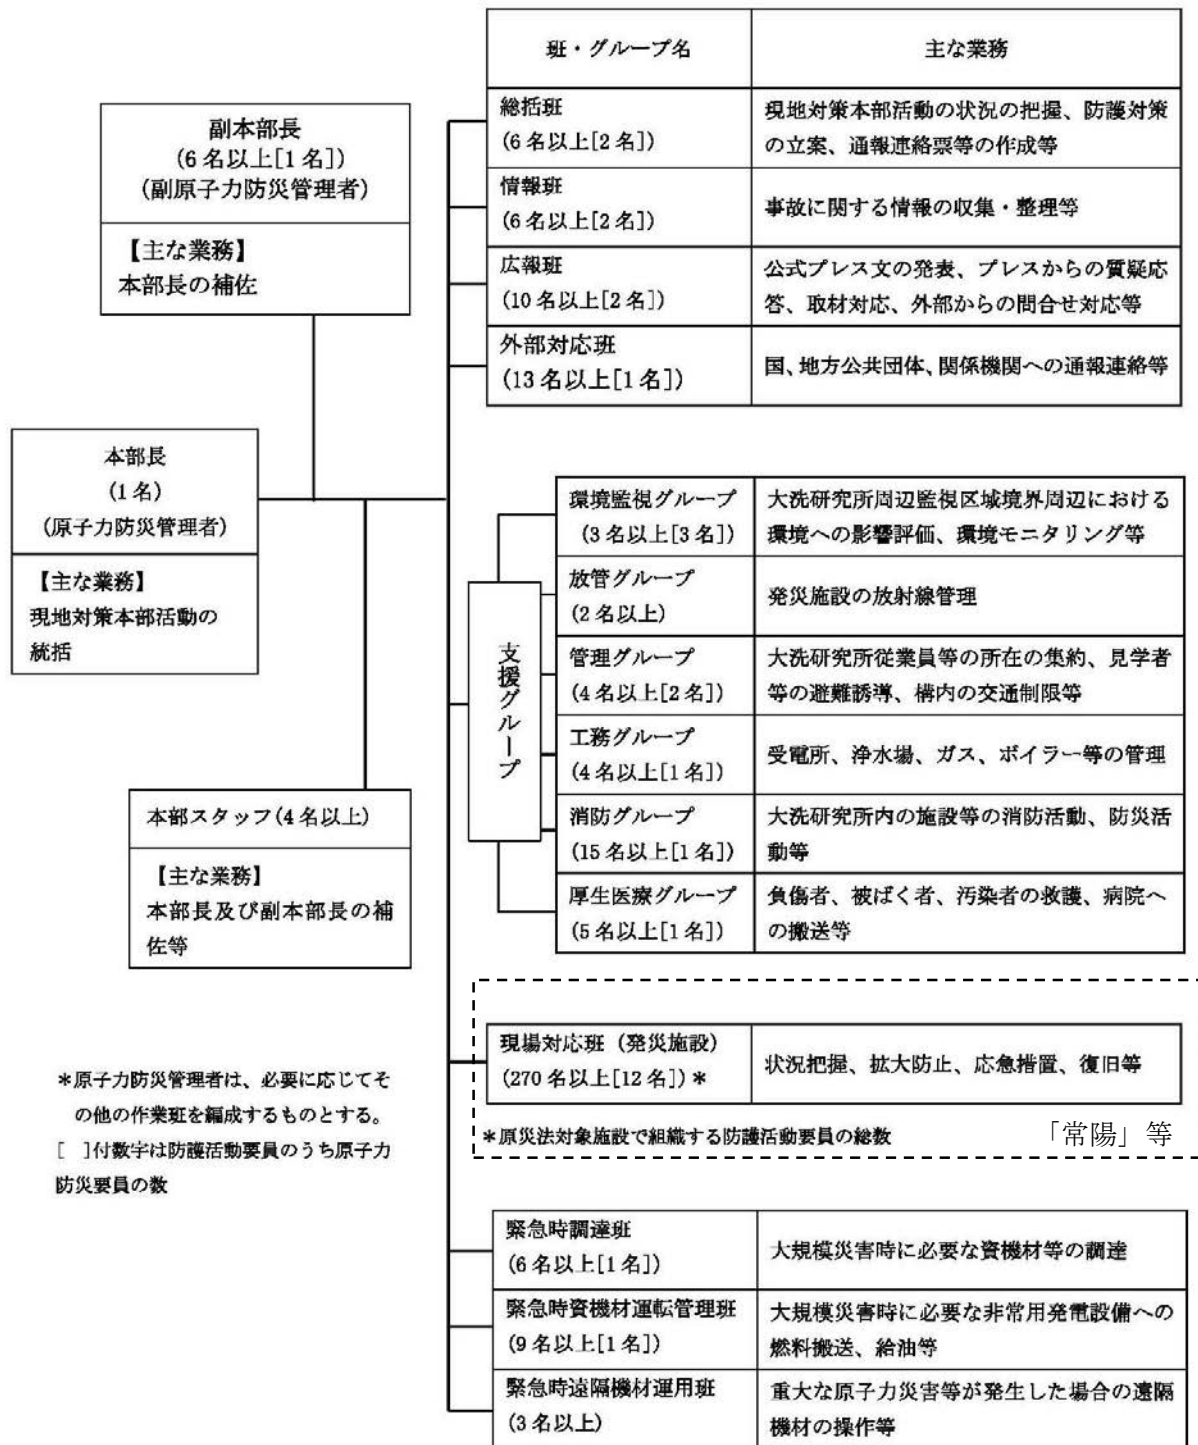 班・グループ名
主な業務
総括班
(6名以上[2名])
現地対策本部活動の状況の把握、防護対策
の立案、通報連絡票等の作成等
情報班
(6名以上[2名])
事故に関する情報の収集・整理等
広報班
(10名以上[2名])
公式プレス文の発表、プレスからの質疑応
答、取材対応、外部からの問合せ対応等
外部対応班
(13名以上[1名])
国、地方公共団体、関係機関への通報連絡等
副本部長
(6名以上[1名])
(副原子力防災管理者)
【主な業務】
本部長の補佐
本部長
(1名)
(原子力防災管理者)
【主な業務】
現地対策本部活動の
統括
本部スタッフ(4名以上)
【主な業務】
本部長及び副本部長の補
佐等
支援グループ
環境監視グループ
(3名以上[3名])
大洗研究所周辺監視区域境界周辺における
環境への影響評価、環境モニタリング等
放管グループ
(2名以上)
発災施設の放射線管理
管理グループ
(4名以上[2名])
大洗研究所従業員等の所在の集約、見学者
等の避難誘導、構内の交通制限等
工務グループ
(4名以上[1名])
受電所、浄水場、ガス、ボイラー等の管理
消防グループ
(15名以上[1名])
大洗研究所内の施設等の消防活動、防災活
動等
厚生医療グループ
(5名以上[1名])
負傷者、被ばく者、汚染者の救護、病院へ
の搬送等
現場対応班（発災施設）
(270名以上[12名])＊
状況把握、拡大防止、応急措置、復旧等
＊原災法対象施設で組織する防護活動要員の総数
「常陽」等
＊原子力防災管理者は、必要に応じてそ
の他の作業班を編成するものとする。
[　]付数字は防護活動要員のうち原子力
防災要員の数
緊急時調達班
(6名以上[1名])
大規模災害時に必要な資機材等の調達
緊急時資機材運転管理班
(9名以上[1名])
大規模災害時に必要な非常用発電設備への
燃料搬送、給油等
緊急時遠隔機材運用班
(3名以上)
重大な原子力災害等が発生した場合の遠隔
機材の操作等